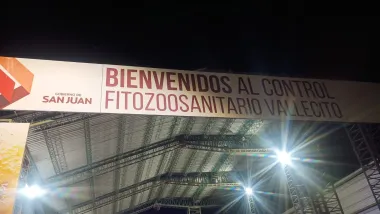 GOBIERNO DE
SAN JUAN
BIENVENIDOS AL CONTROL
FITOZOOSANITARIO VALLECITO